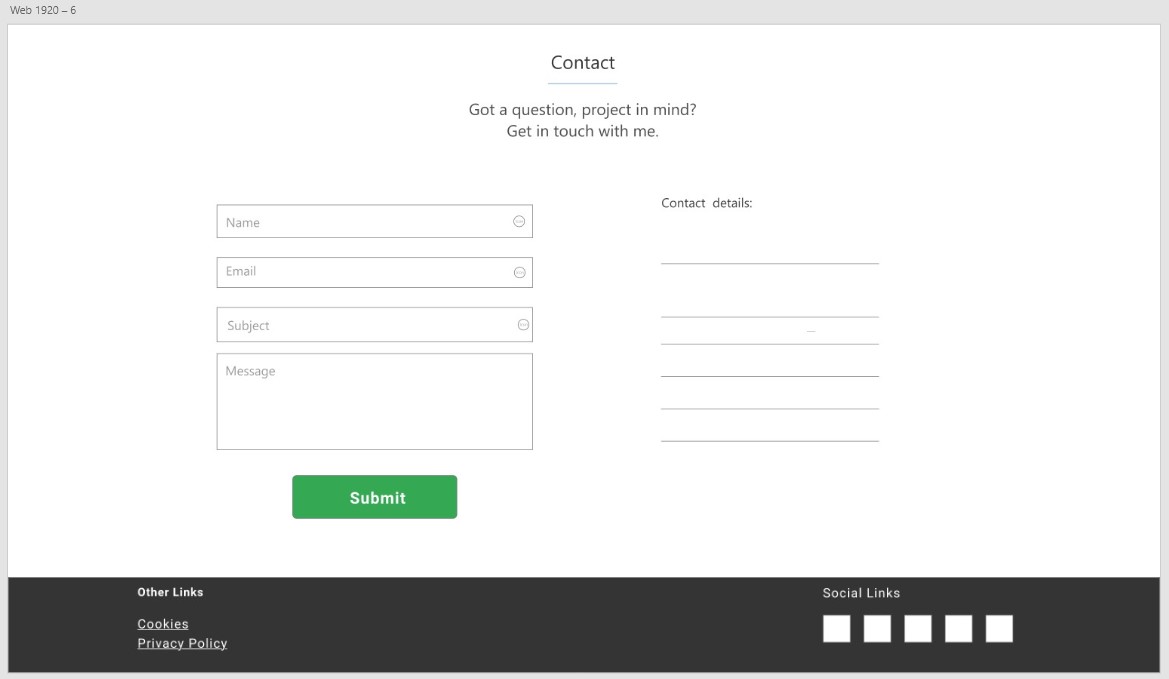 Web 1920 – 6
Contact
Got a question, project in mind?
Get in touch with me.
Name
Email
Subject
Message
Submit
Contact details:
Other Links
Cookies
Privacy Policy
Social Links